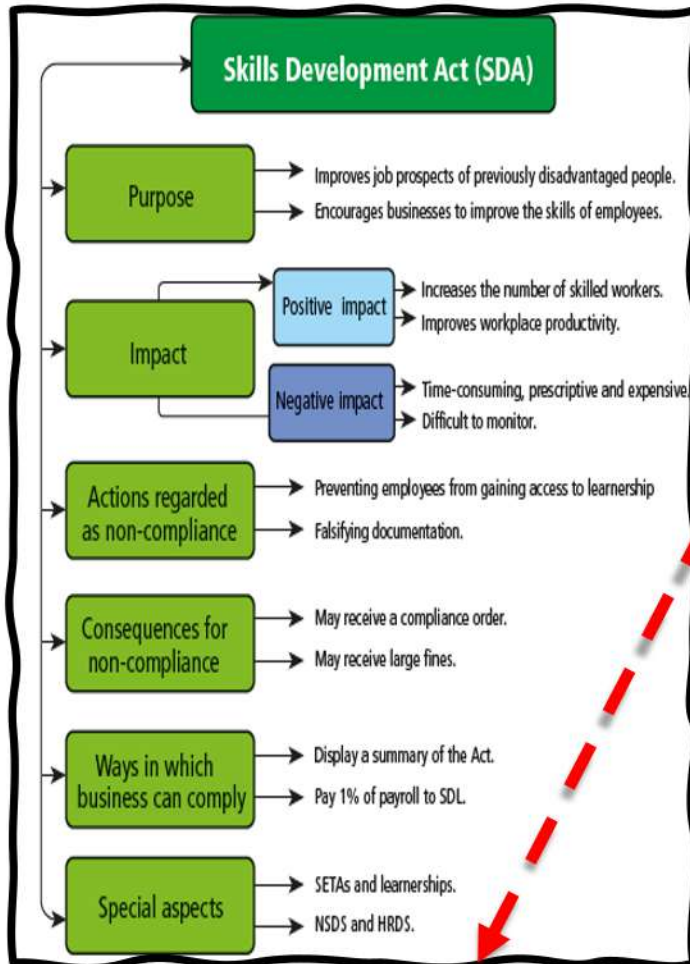 Skills Development Act (SDA)
Purpose
Improves job prospects of previously disadvantaged people.
Encourages businesses to improve the skills of employees.
Impact
Positive impact
Increases the number of skilled workers.
Improves workplace productivity.
Negative impact
Time-consuming, prescriptive and expensive.
Difficult to monitor.
Actions regarded
as non-compliance
Preventing employees from gaining access to learnership
Falsifying documentation.
Consequences for
non-compliance
May receive a compliance order.
May receive large fines.
Ways in which
business can comply
Display a summary of the Act.
Pay 1% of payroll to SDL.
Special aspects
SETAs and learnerships.
NSDS and HRDS.